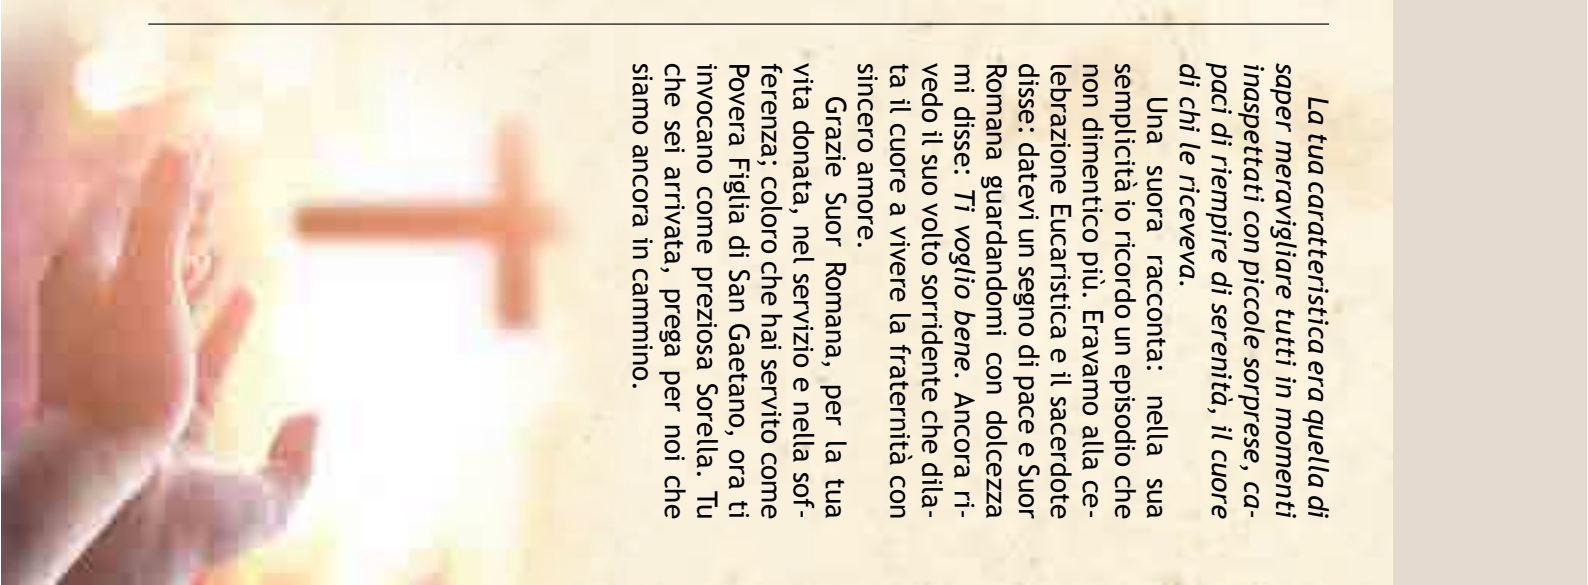 La tua caratteristica era quella di
saper meravigliare tutti in momenti
inaspettati con piccole sorprese, ca-
paci di riempire di serenità, il cuore
di chi le riceveva.
Una suora racconta: nella sua
semplicità io ricordo un episodio che
non dimentico più. Eravamo alla ce-
lebrazione Eucaristica e il sacerdote
disse: datevi un segno di pace e Suor
Romana guardandomi con dolcezza
mi disse: Ti voglio bene. Ancora ri-
vedo il suo volto sorridente che dila-
ta il cuore a vivere la fraternità con
sincero amore.
Grazie Suor Romana, per la tua
vita donata, nel servizio e nella sof-
ferenza; coloro che hai servito come
Povera Figlia di San Gaetano, ora ti
invocano come preziosa Sorella. Tu
che sei arrivata, prega per noi che
siamo ancora in cammino.